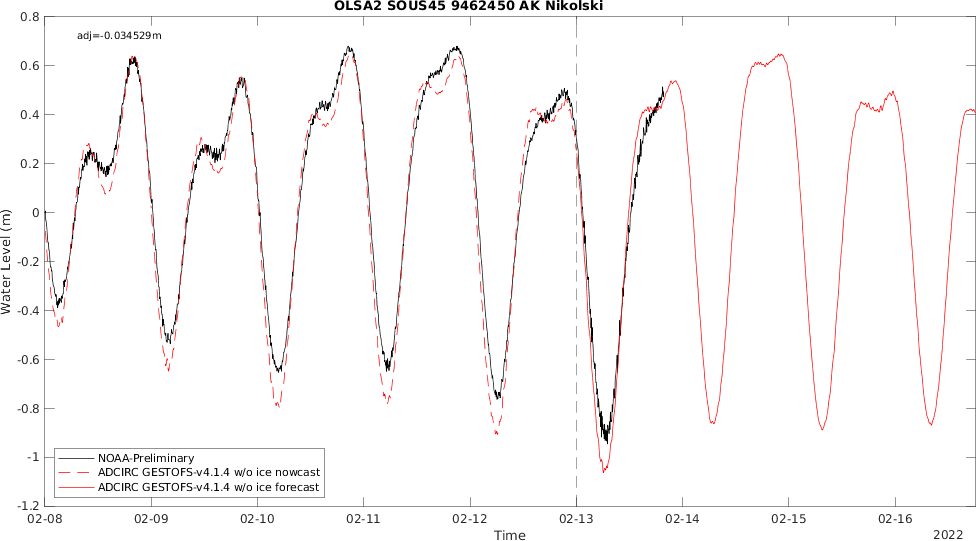 OLSA2 SOUS45 9462450 AK Nikolski
adj=-0.034529m
0.8
0.6
0.4
0.2
0
-0.2
-0.4
-0.6
-0.8
-1
-1.2
Water Level (m)
NOAA-Preliminary
ADCIRC GESTOFS-v4.1.4 w/o ice nowcast
ADCIRC GESTOFS-v4.1.4 w/o ice forecast
02-08 02-09 02-10 02-11 02-12 02-13 02-14 02-15 02-16
Time
2022